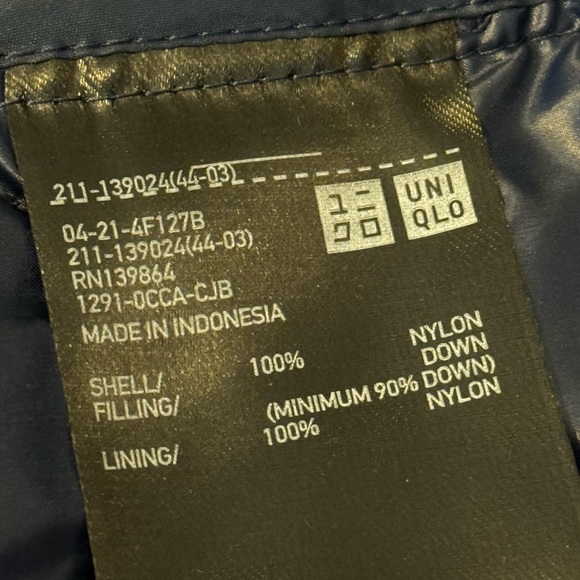 211-139024(44-03)
ユニ
クロ
UNI
QLO
04-21-4F127B
211-139024(44-03)
RN139864
1291-0CCA-CJB
MADE IN INDONESIA
SHELL/ 100% NYLON
FILLING/ DOWN
(MINIMUM 90% DOWN)
LINING/ 100% NYLON